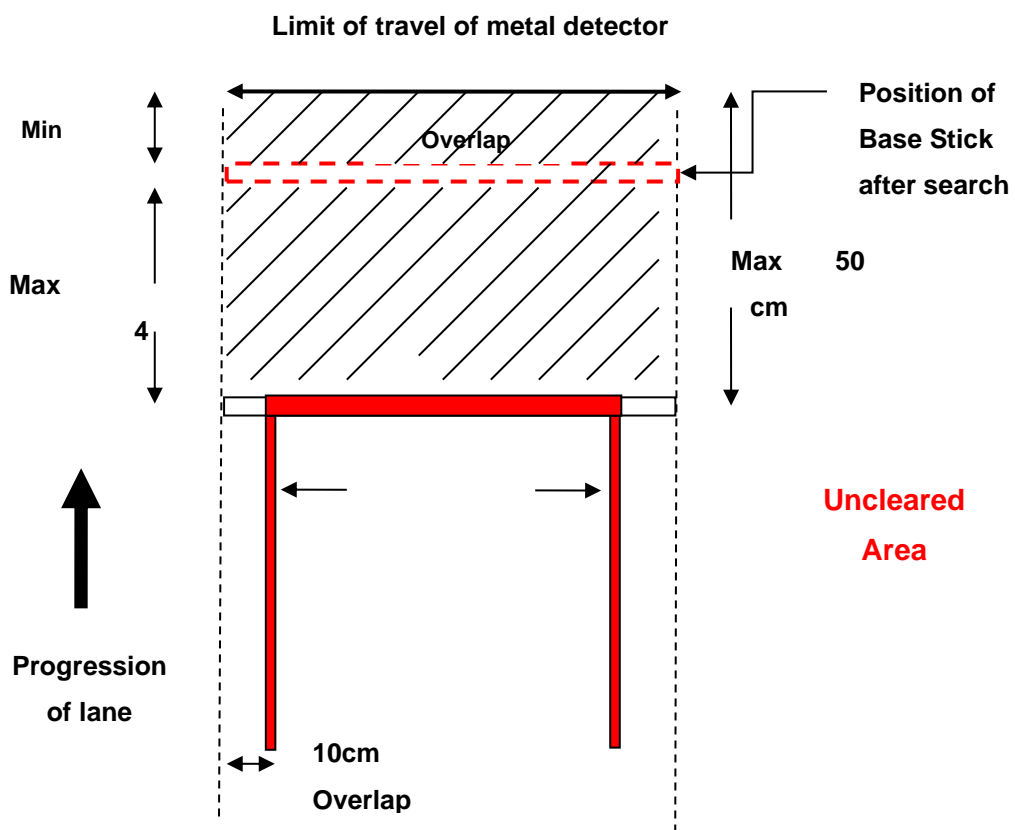 Limit of travel of metal detector
Min
Overlap
Position of
Base Stick
after search
Max
4
Max 50
cm
Uncleared
Area
Progression
of lane
10cm
Overlap